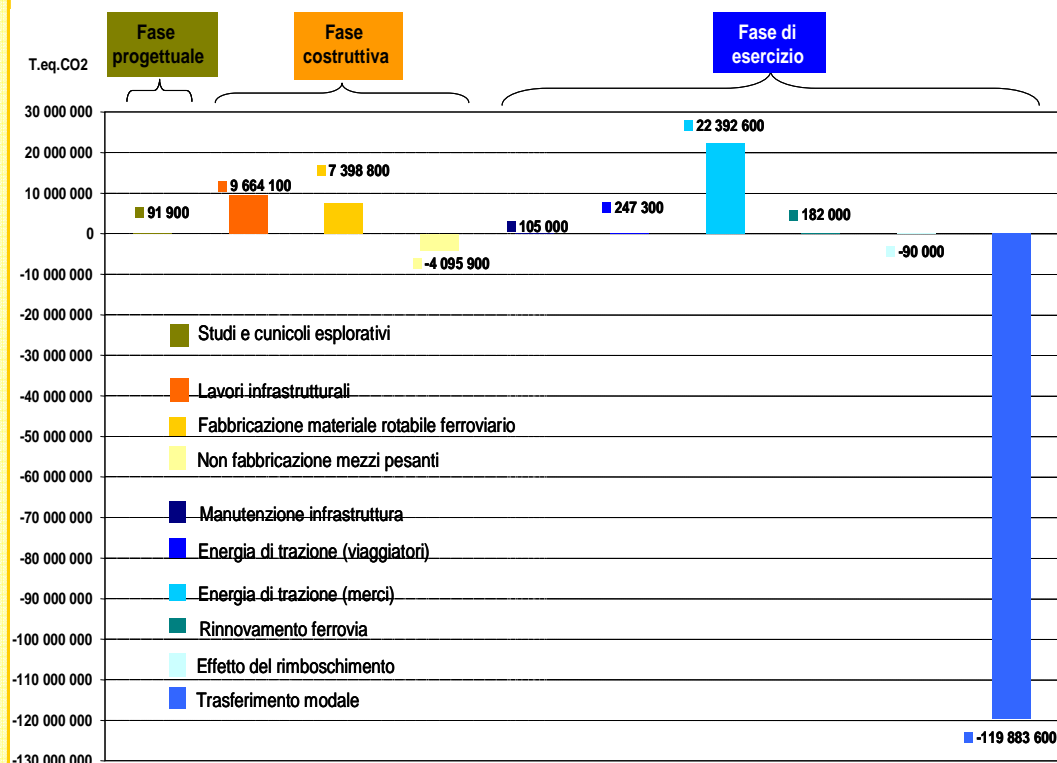 Fase
progettuale
Fase
costruttiva
Fase di
esercizio
T.eq.CO2
30 000 000
20 000 000
10 000 000
0
-10 000 000
-20 000 000
-30 000 000
-40 000 000
-50 000 000
-60 000 000
-70 000 000
-80 000 000
-90 000 000
-100 000 000
-110 000 000
-120 000 000
-130 000 000
91 900
9 664 100
7 398 800
-4 095 900
105 000
247 300
22 392 600
182 000
-90 000
-119 883 600
Studi e cunicoli esplorativi
Lavori infrastrutturali
Fabbricazione materiale rotabile ferroviario
Non fabbricazione mezzi pesanti
Manutenzione infrastruttura
Energia di trazione (viaggiatori)
Energia di trazione (merci)
Rinnovamento ferrovia
Effetto del rimboschimento
Trasferimento modale